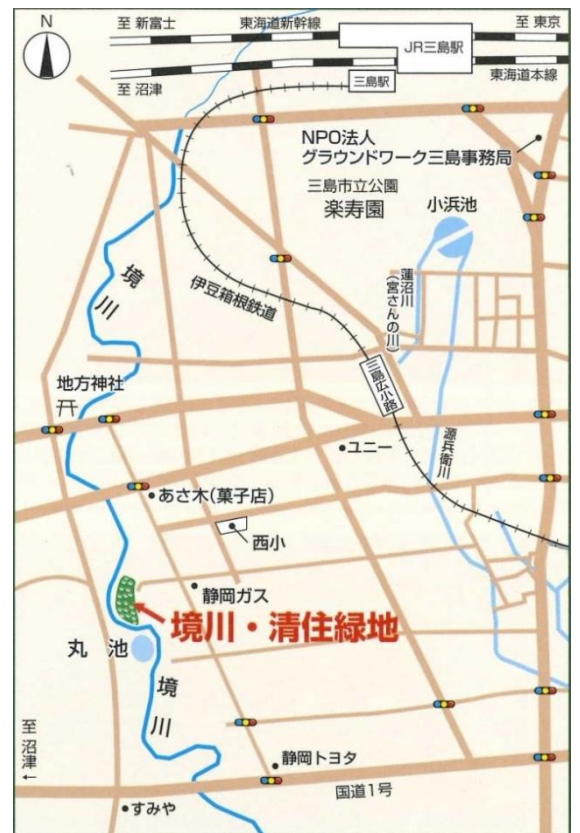 N
至 新富士
東海道新幹線
至 東京
JR三島駅
三島駅
東海道本線
至 沼津
NPO法人
グラウンドワーク三島事務局
三島市立公園
楽寿園
小浜池
境川
伊豆箱根鉄道
蓮沼川
(宮さんの川)
三島広小路
地方神社
源兵衛川
ユニー
あさ木(菓子店)
西小
静岡ガス
境川・清住緑地
丸池
境川
至 沼津
静岡トヨタ
国道1号
すみや